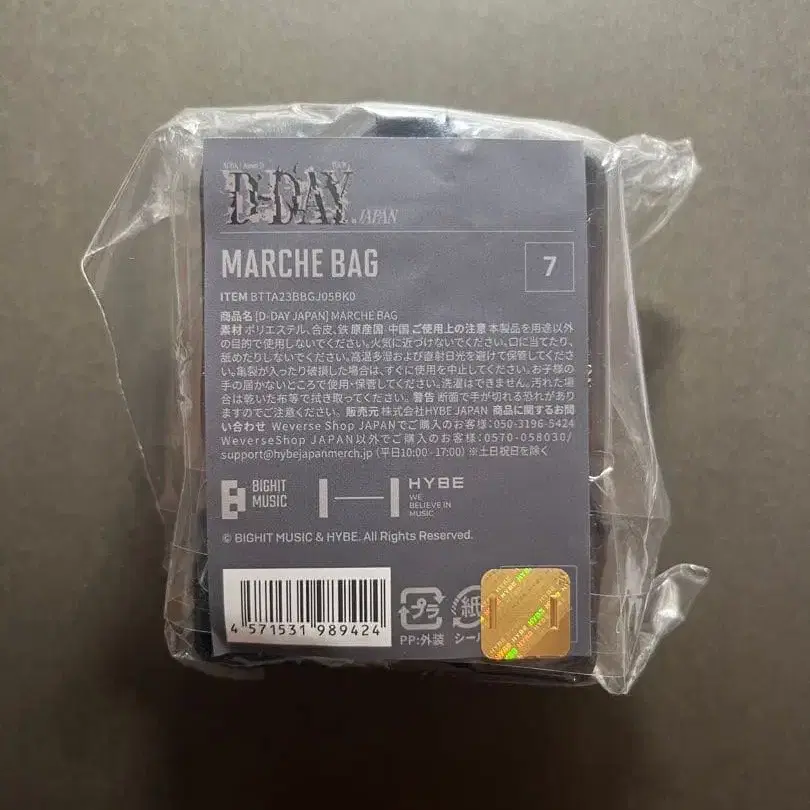 D-DAY
JAPAN
MARCHE BAG
7
ITEM BTTA23BBGJ05BK0
商品名 [D-DAY JAPAN] MARCHE BAG
素材 ポリエステル、合皮、鉄 原産国 中国 ご使用上の注意 本製品を用途以外
の目的で使用しないでください。火気に近づけないでください。口に当てたり、
舐めたりしないでください。高温多湿および直射日光を避けて保管してくださ
い。亀裂が入ったり破損した場合は、すぐに使用を中止してください。お子様の
手の届かないところで使用・保管してください。洗濯はできません。汚れた場
合は乾いた布等で拭き取ってください。 警告 断面で手が切れる恐れがあり
ますのでご注意ください。 販売元 株式会社HYBE JAPAN 商品に関するお問
い合わせ Weverse Shop JAPANでご購入のお客様：050-3196-5424
WeverseShop JAPAN以外でご購入のお客様：0570-058030/
support@hybejapanmerch.jp (平日10:00 - 17:00) ※土日祝日を除く
BIGHIT
MUSIC
HYBE
WE
BELIEVE IN
MUSIC
© BIGHIT MUSIC & HYBE. All Rights Reserved.
4 571531 989424
プラ
PP:外装
紙
シール
HYBE